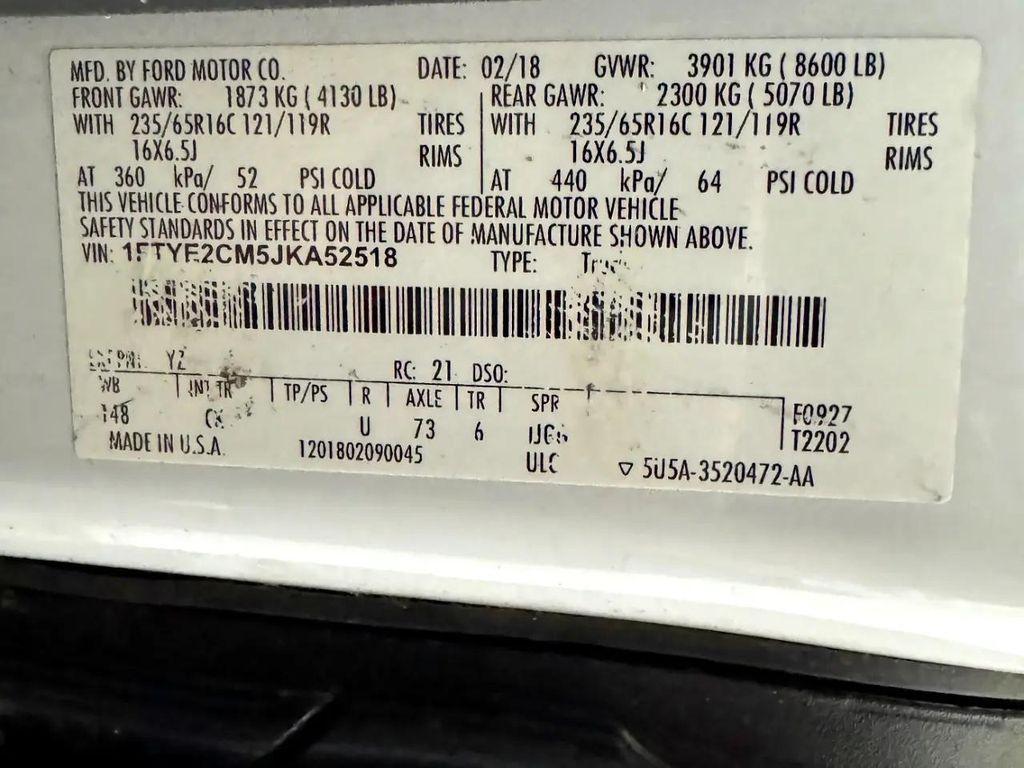 MFD. BY FORD MOTOR CO. DATE: 02/18 GVWR: 3901 KG ( 8600 LB)
FRONT GAWR: 1873 KG ( 4130 LB) REAR GAWR: 2300 KG ( 5070 LB)
WITH 235/65R16C 121/119R TIRES WITH 235/65R16C 121/119R TIRES
16X6.5J RIMS 16X6.5J RIMS
AT 360 kPa/ 52 PSI COLD AT 440 kPa/ 64 PSI COLD
THIS VEHICLE CONFORMS TO ALL APPLICABLE FEDERAL MOTOR VEHICLE
SAFETY STANDARDS IN EFFECT ON THE DATE OF MANUFACTURE SHOWN ABOVE.
VIN: 1FTYE2CM5JKA52518 TYPE: Truck
YZ RC: 21 DSO:
WB INT TR TP/PS R AXLE TR SPR
148 U 73 6 F0927
T2202
MADE IN U.S.A. 1201802090045 ▽ 5U5A-3520472-AA